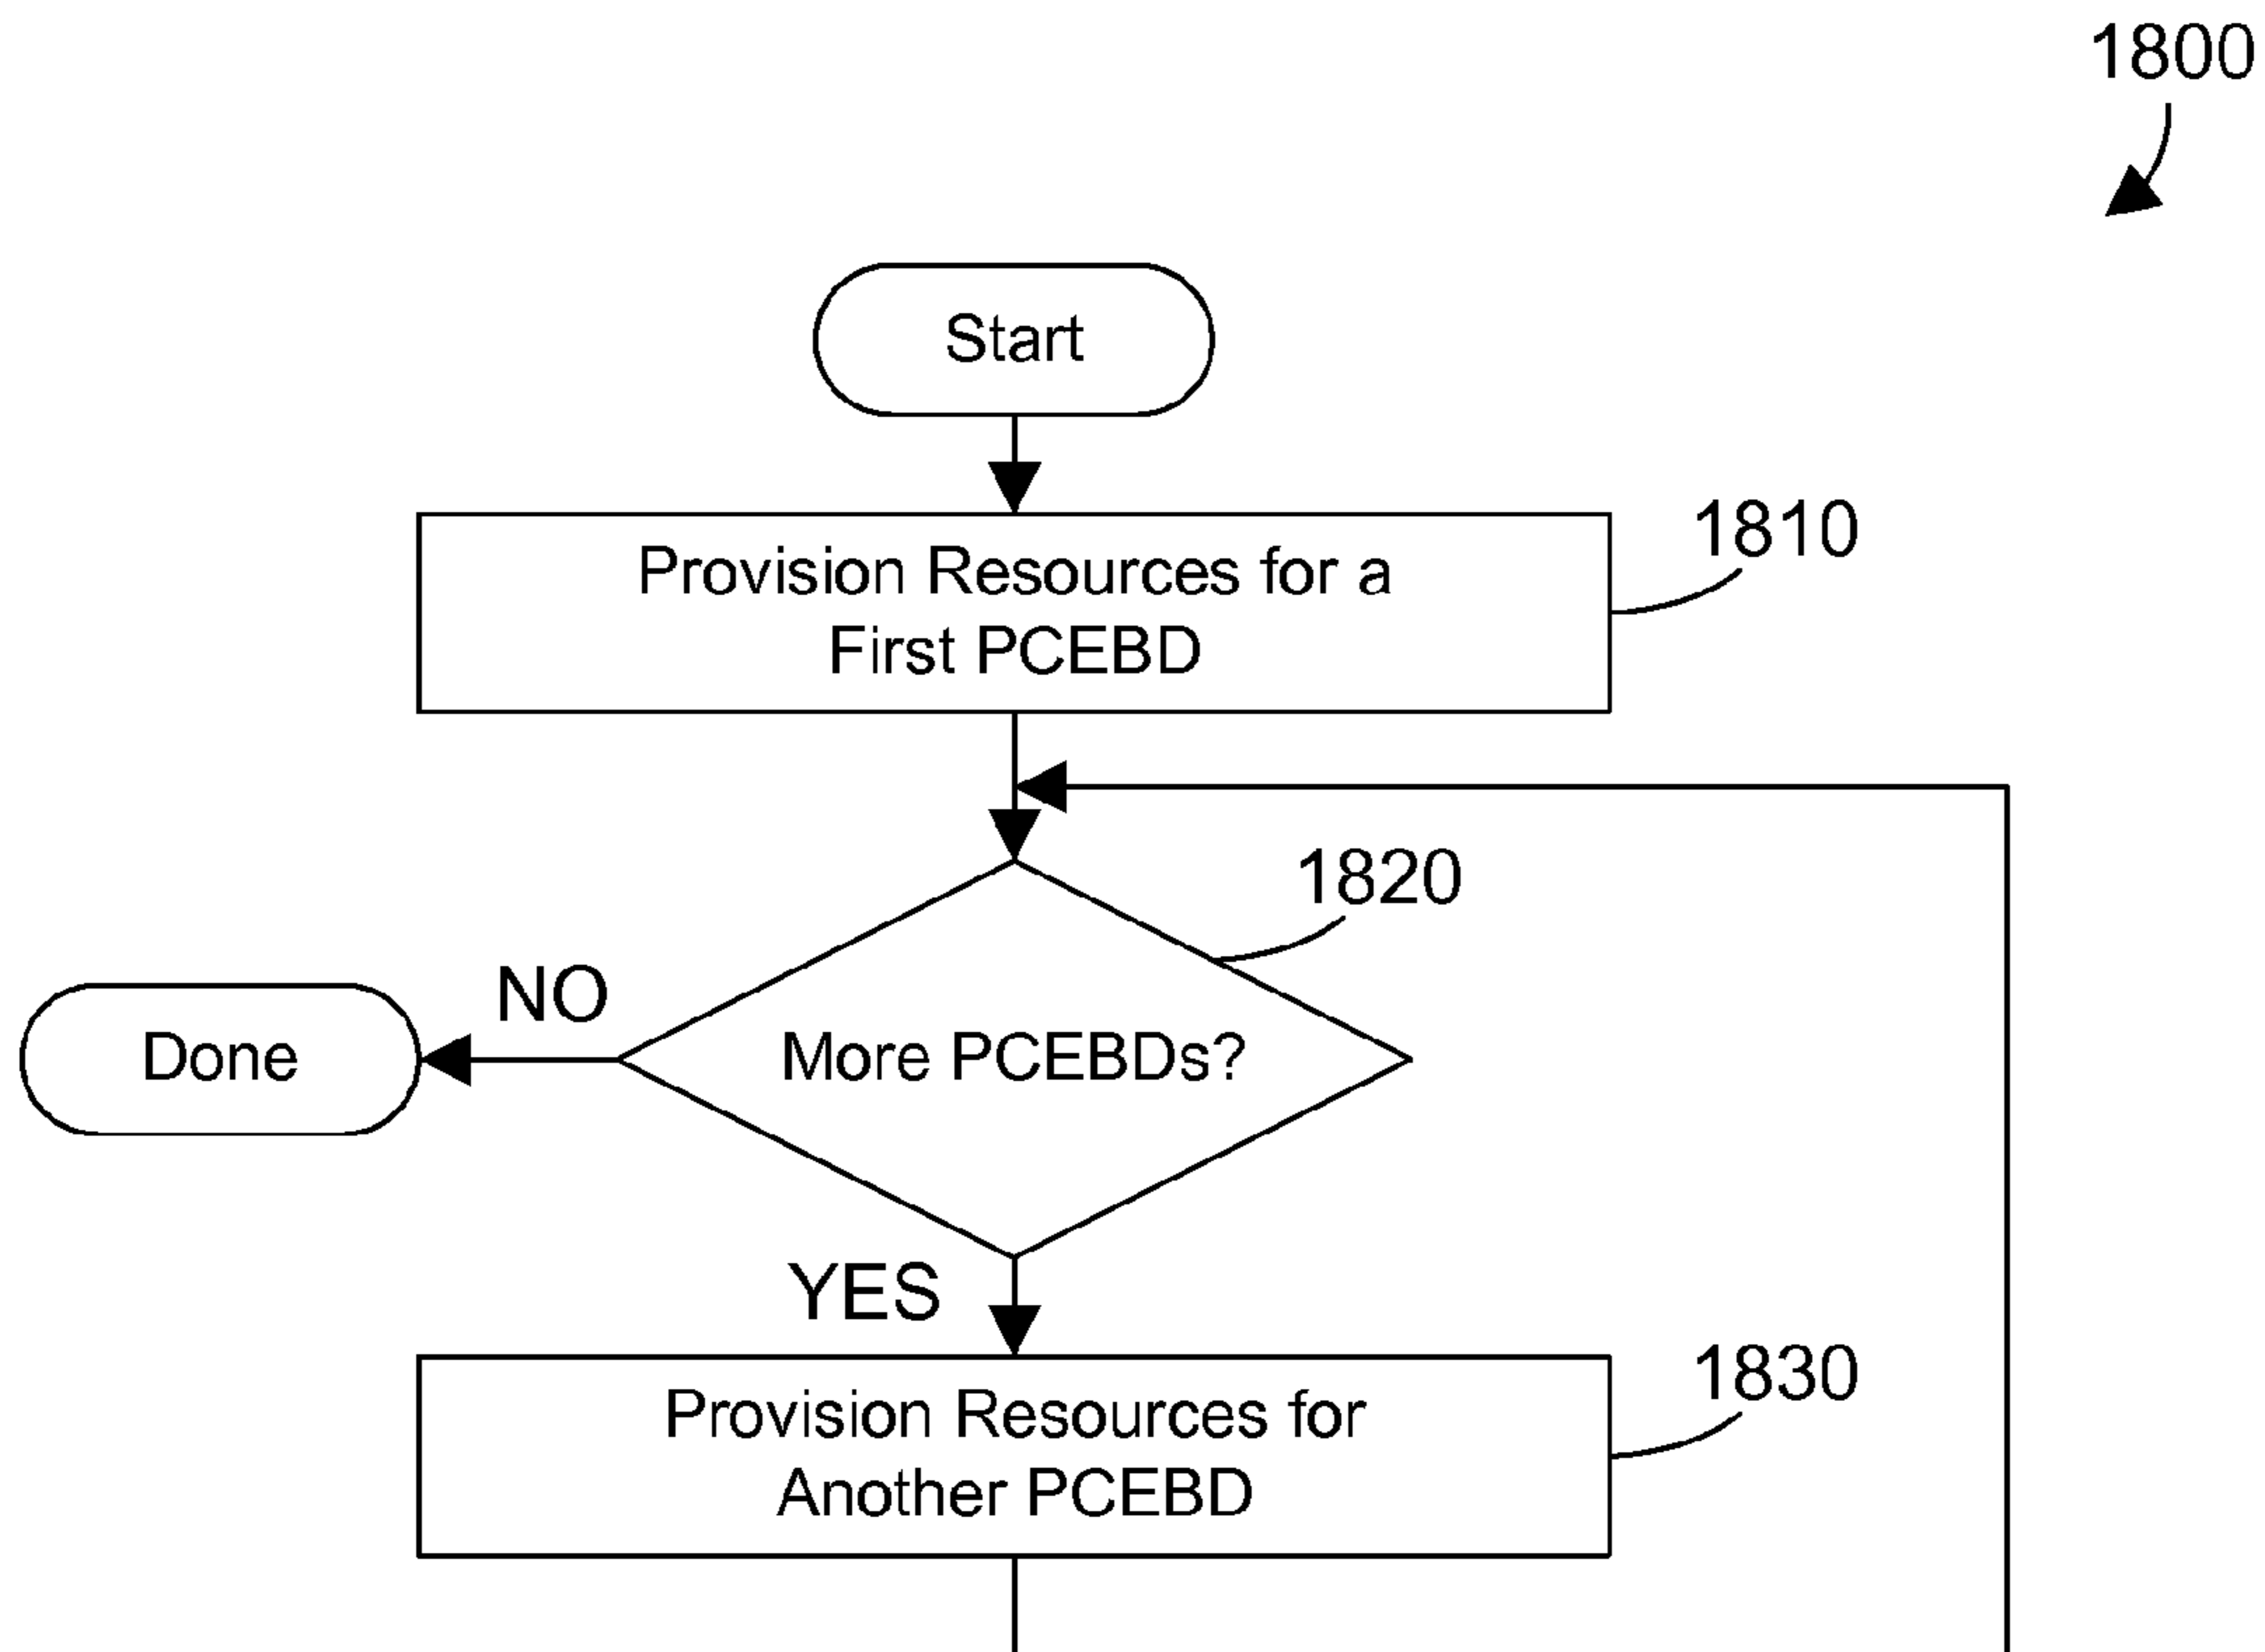 1800
Start
Provision Resources for a
First PCEBD
1810
1820
More PCEBDs?
NO
Done
YES
Provision Resources for
Another PCEBD
1830